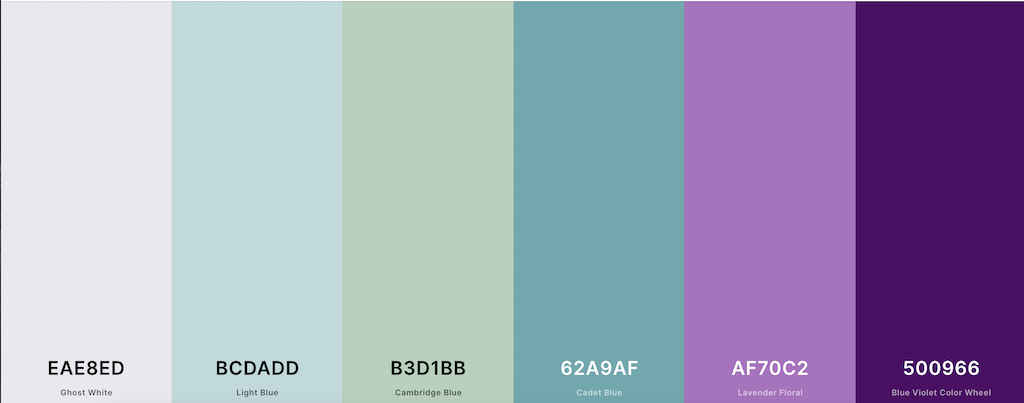 EAE8ED
Ghost White
BCDADD
Light Blue
B3D1BB
Cambridge Blue
62A9AF
Cadet Blue
AF70C2
Lavender Floral
500966
Blue Violet Color Wheel